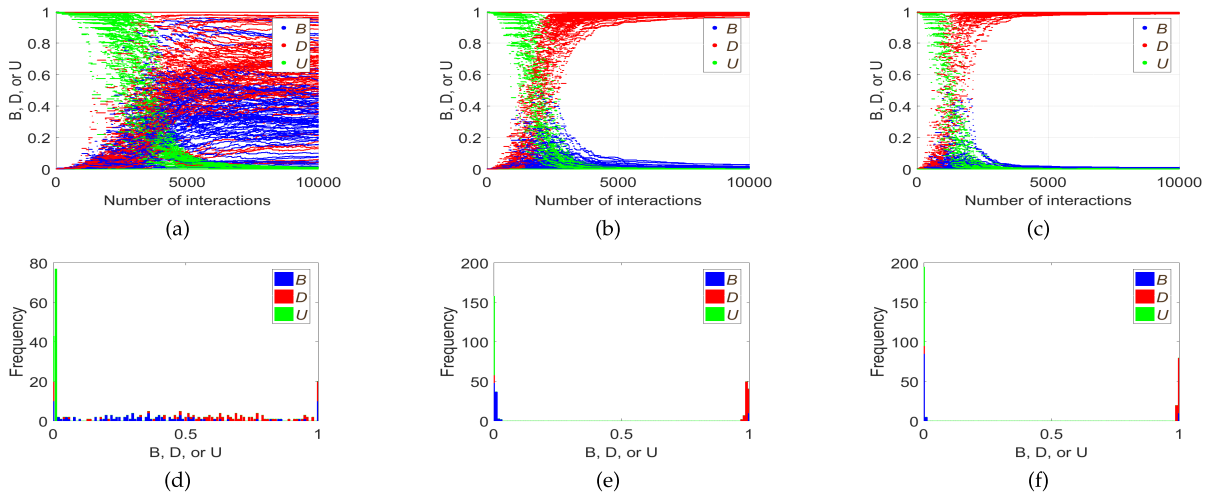 1
0.8
0.6
0.4
0.2
0
B, D, or U
B
D
U
0 5000 10000
Number of interactions
(a)
1
0.8
0.6
0.4
0.2
0
B, D, or U
B
D
U
0 5000 10000
Number of interactions
(b)
1
0.8
0.6
0.4
0.2
0
B, D, or U
B
D
U
0 5000 10000
Number of interactions
(c)
80
60
40
20
0
Frequency
B
D
U
0 0.5 1
B, D, or U
(d)
200
150
100
50
0
Frequency
B
D
U
0 0.5 1
B, D, or U
(e)
200
150
100
50
0
Frequency
B
D
U
0 0.5 1
B, D, or U
(f)